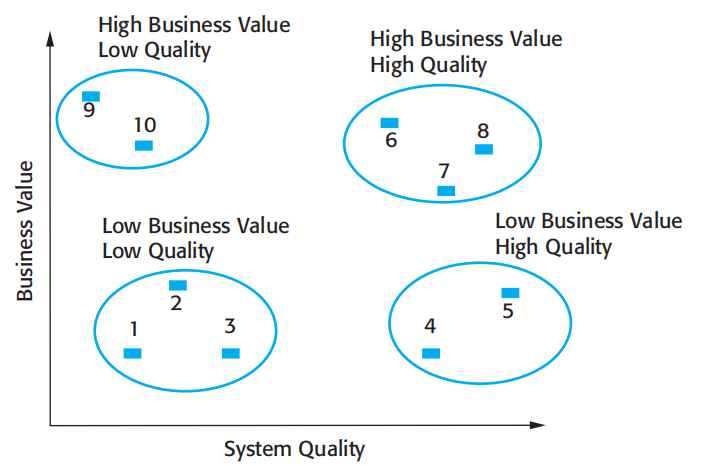 High Business Value
Low Quality
High Business Value
High Quality
9
10
6
8
7
Business Value
Low Business Value
Low Quality
Low Business Value
High Quality
2
1
3
5
4
System Quality